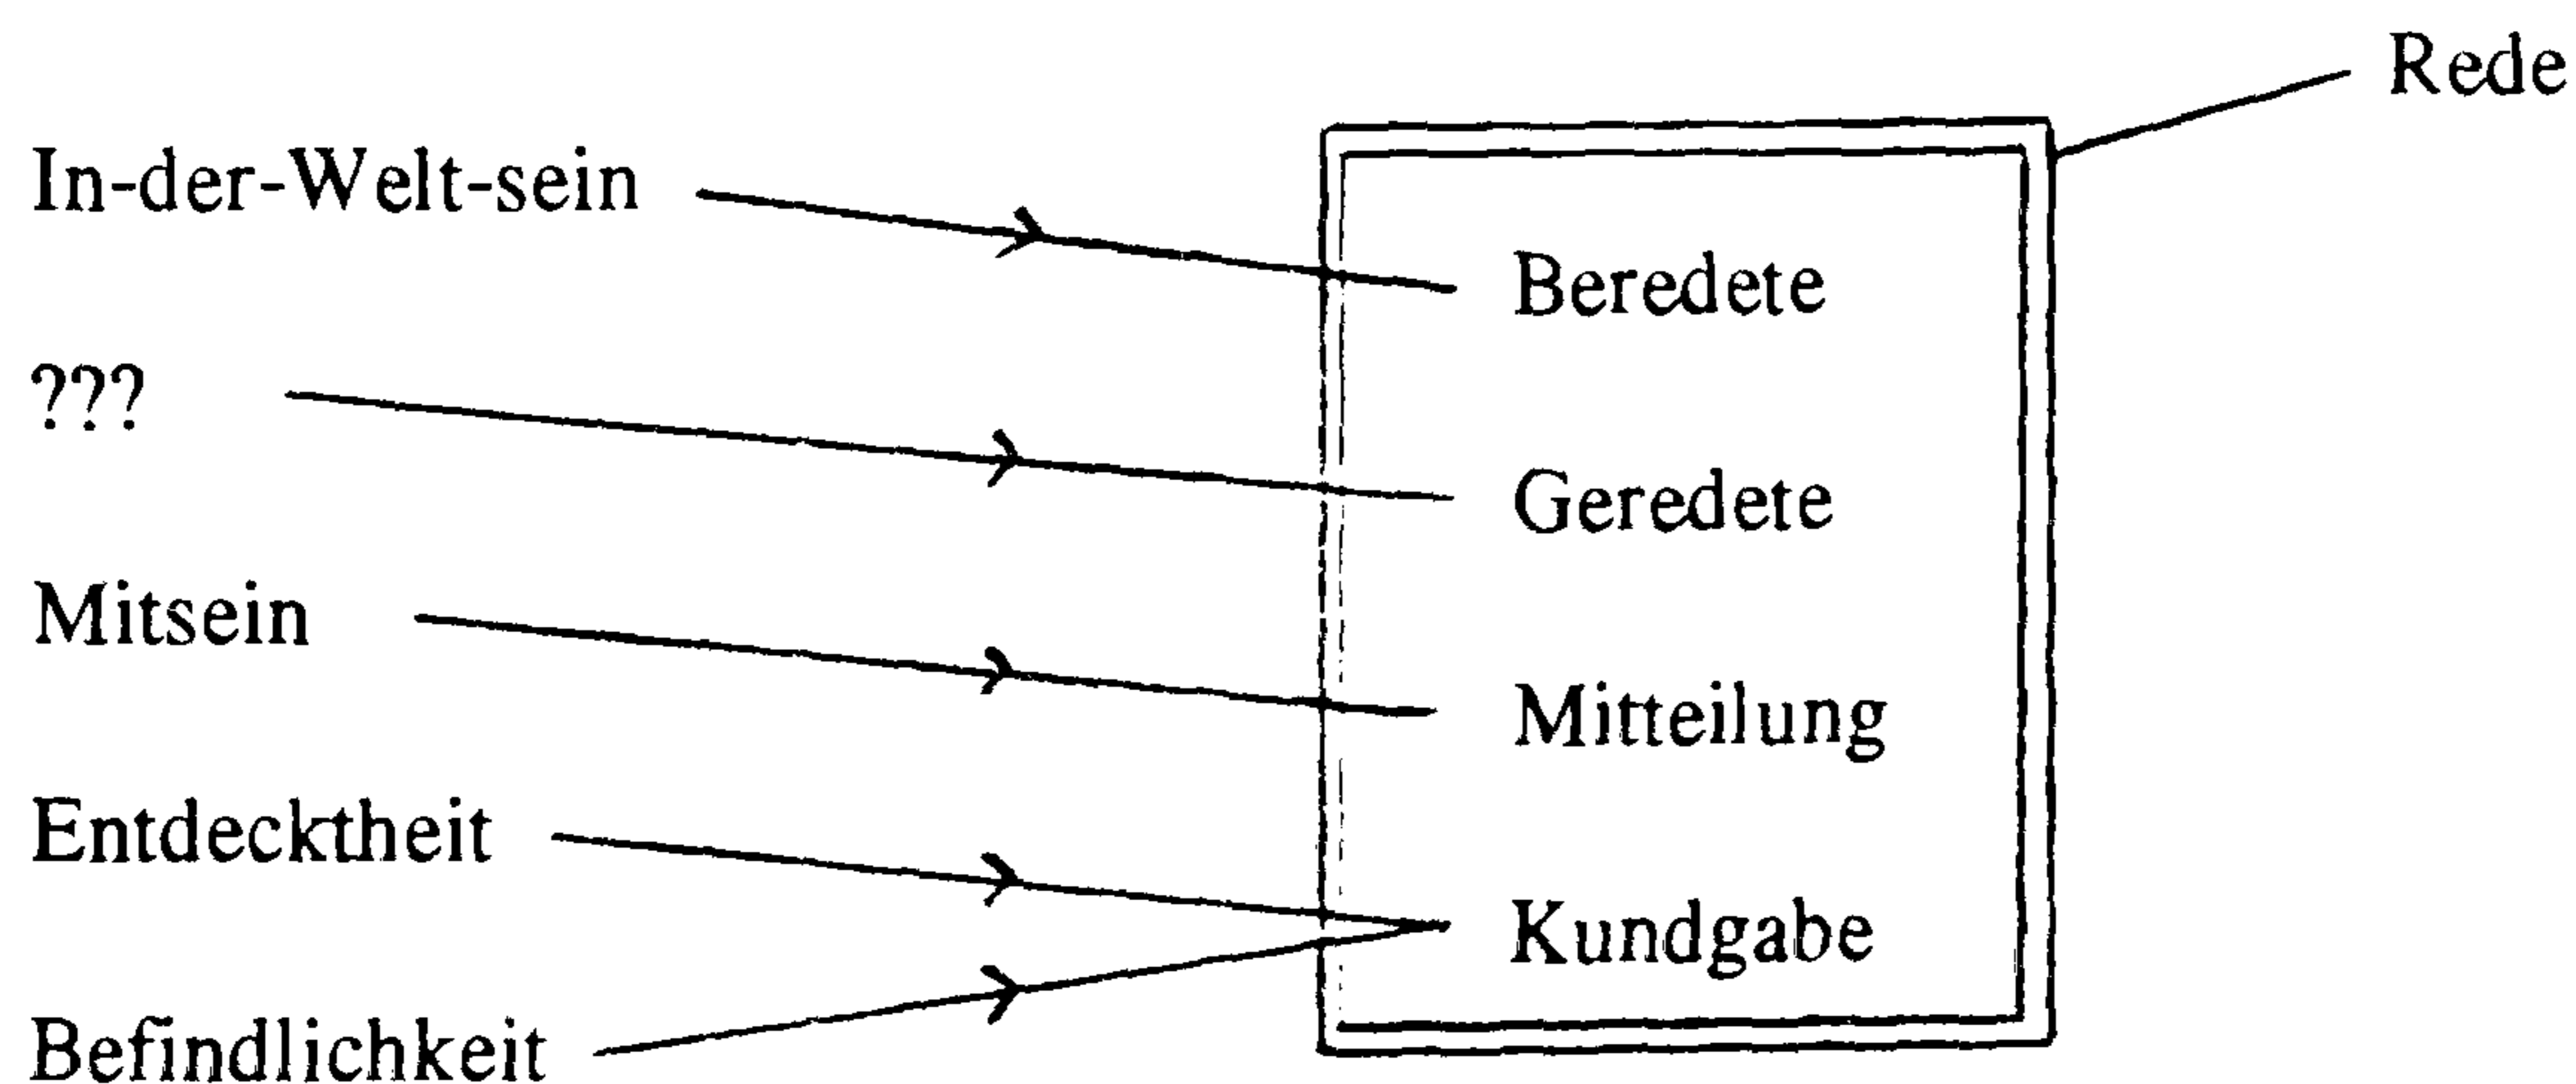 Rede
In-der-Welt-sein
Beredete
???
Geredete
Mitsein
Mitteilung
Entdecktheit
Kundgabe
Befindlichkeit